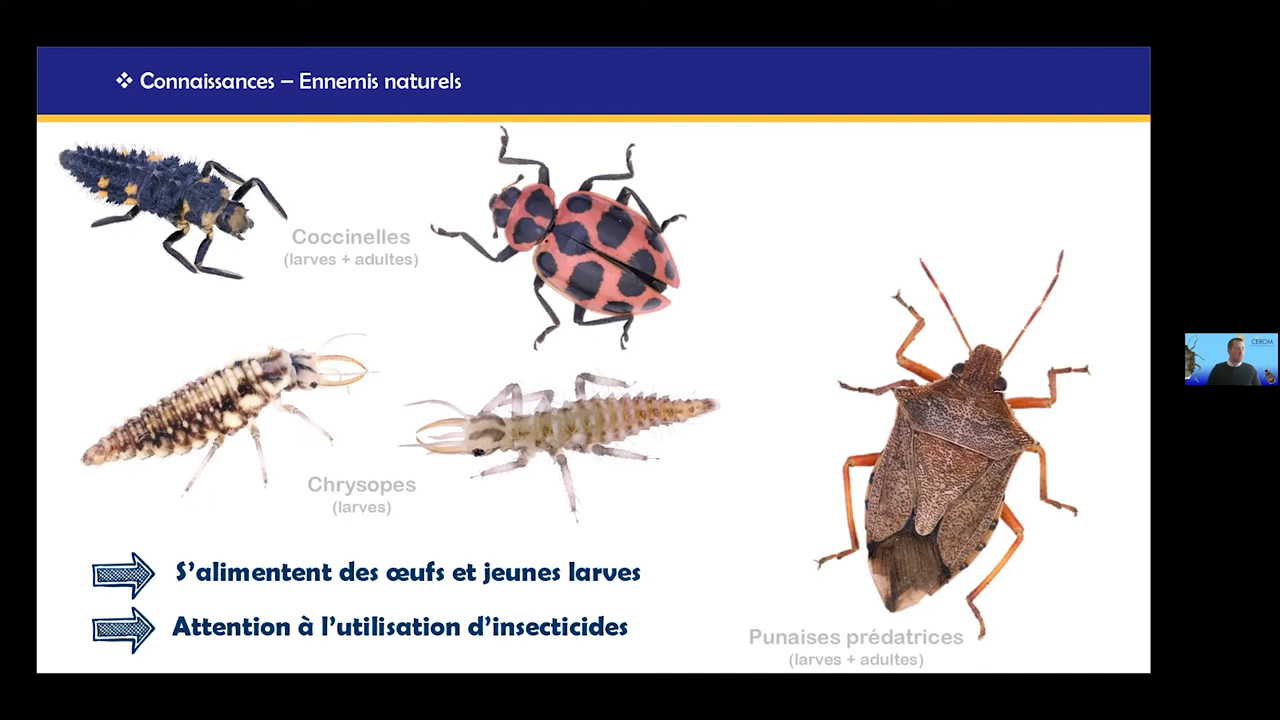 ❖ Connaissances – Ennemis naturels
Coccinelles
(larves + adultes)
Chrysopes
(larves)
S’alimentent des œufs et jeunes larves
Attention à l’utilisation d’insecticides
Punaises prédatrices
(larves + adultes)
CÉROM